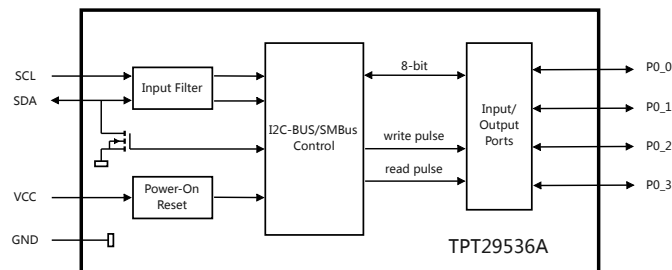 SCL
SDA
VCC
GND
Input Filter
Power-On
Reset
I2C-BUS/SMBus
Control
8-bit
write pulse
read pulse
Input/
Output
Ports
P0_0
P0_1
P0_2
P0_3
TPT29536A